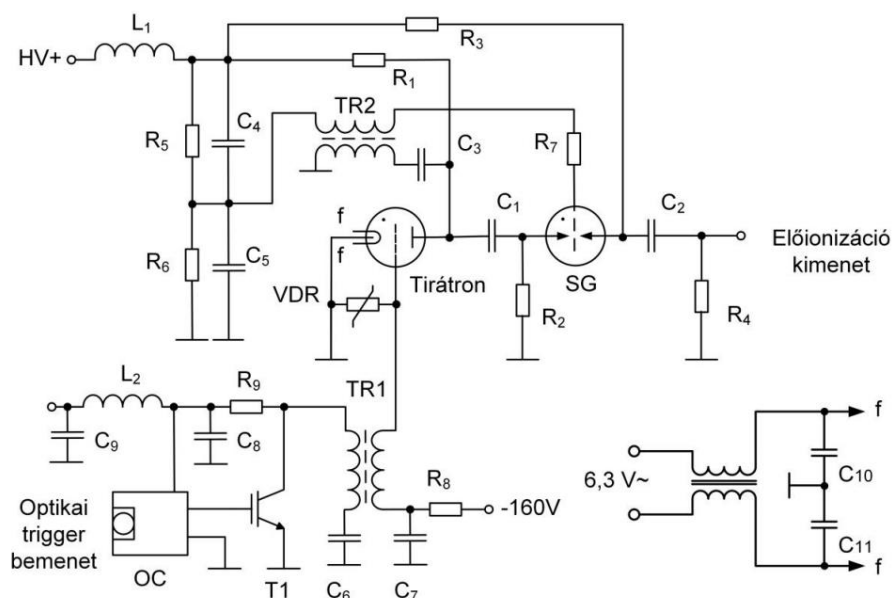 L₁
R₃
HV+
R₁
TR2
R₅
C₄
C₃
R₇
f
C₁
C₂
R₆
C₅
f
Tirátron
SG
Előionizáció
kimenet
VDR
R₂
R₄
L₂
R₉
TR1
f
C₉
C₈
R₈
-160V
6,3 V~
C₁₀
Optikai
trigger
bemenet
OC
T1
C₆
C₇
C₁₁
f